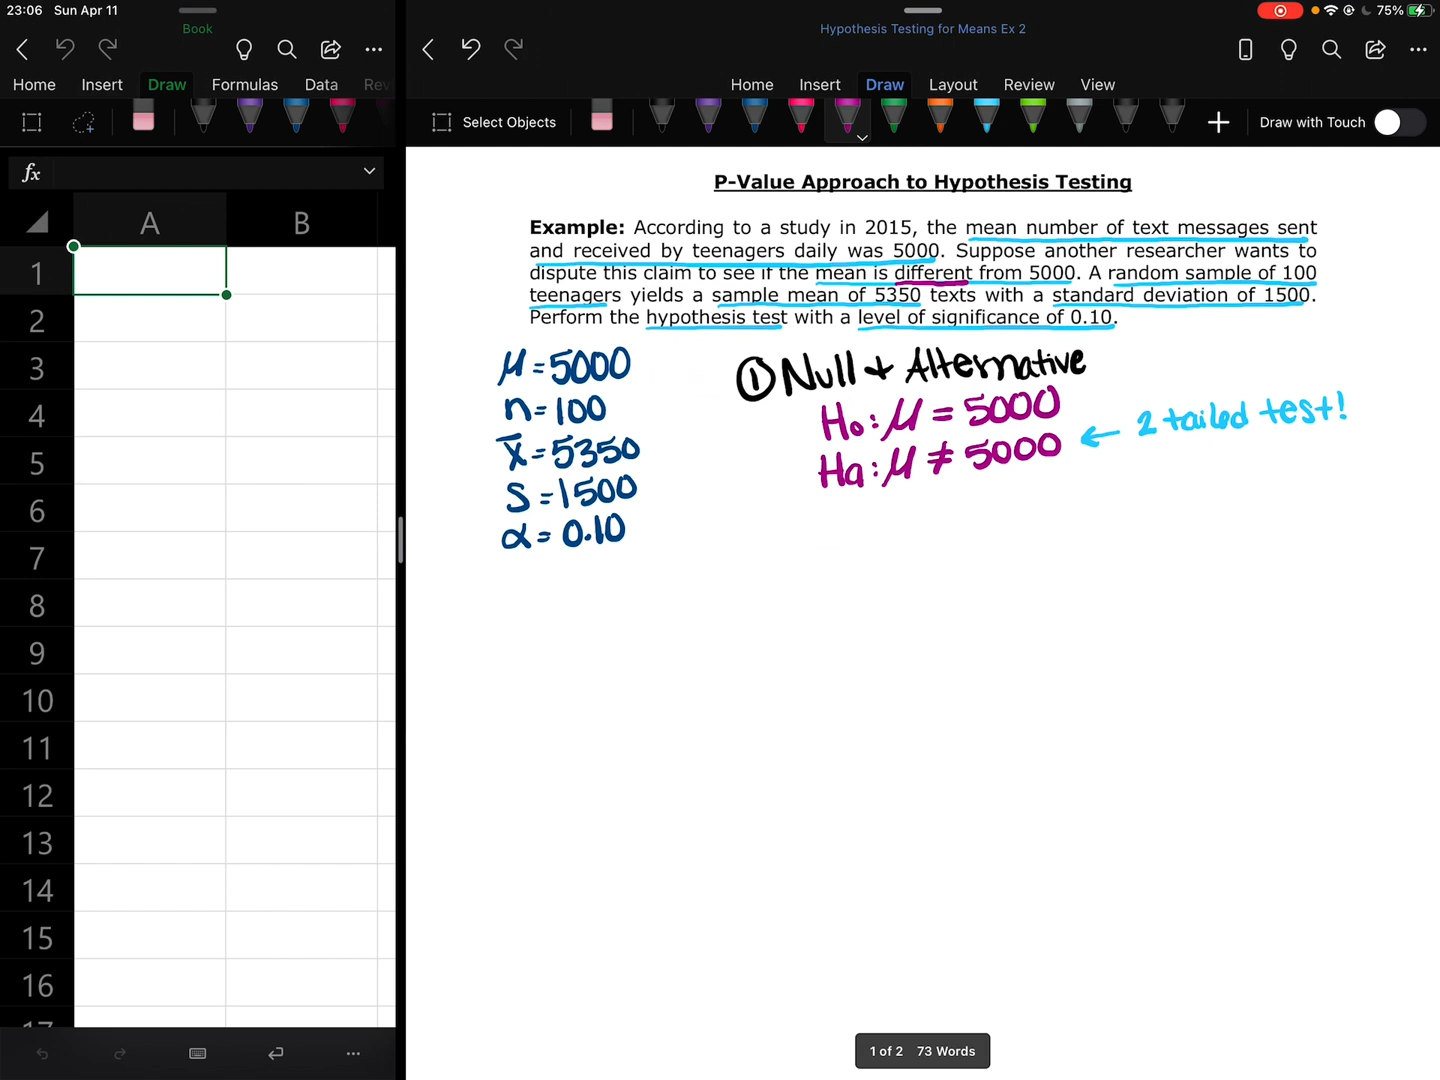 23:06 Sun Apr 11
75%
Book
Home Insert Draw Formulas Data Rev
fx
A B
1
2
3
4
5
6
7
8
9
10
11
12
13
14
15
16
17
Hypothesis Testing for Means Ex 2
Home Insert Draw Layout Review View
Select Objects
Draw with Touch
P-Value Approach to Hypothesis Testing
Example: According to a study in 2015, the mean number of text messages sent
and received by teenagers daily was 5000. Suppose another researcher wants to
dispute this claim to see if the mean is different from 5000. A random sample of 100
teenagers yields a sample mean of 5350 texts with a standard deviation of 1500.
Perform the hypothesis test with a level of significance of 0.10.
μ = 5000
n = 100
x̄ = 5350
S = 1500
α = 0.10
① Null + Alternative
Ho: μ = 5000
Ha: μ ≠ 5000
← 2 tailed test!
1 of 2 73 Words